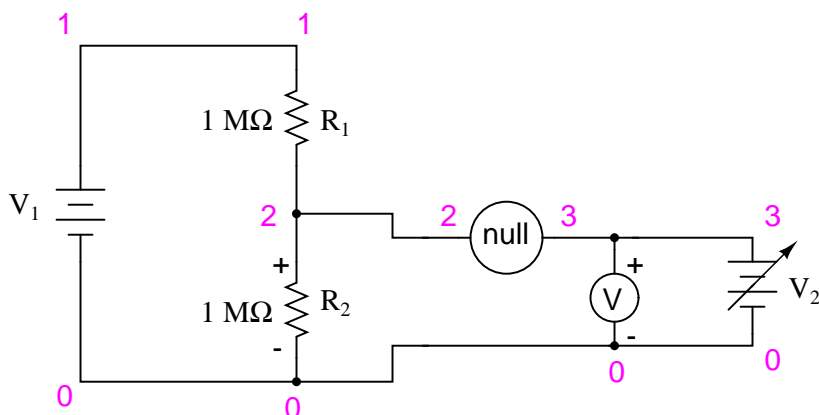 1 1
1 MΩ R1
V1
2 2 null 3 3
+ +
1 MΩ R2 V V2
- -
0 0 0 0